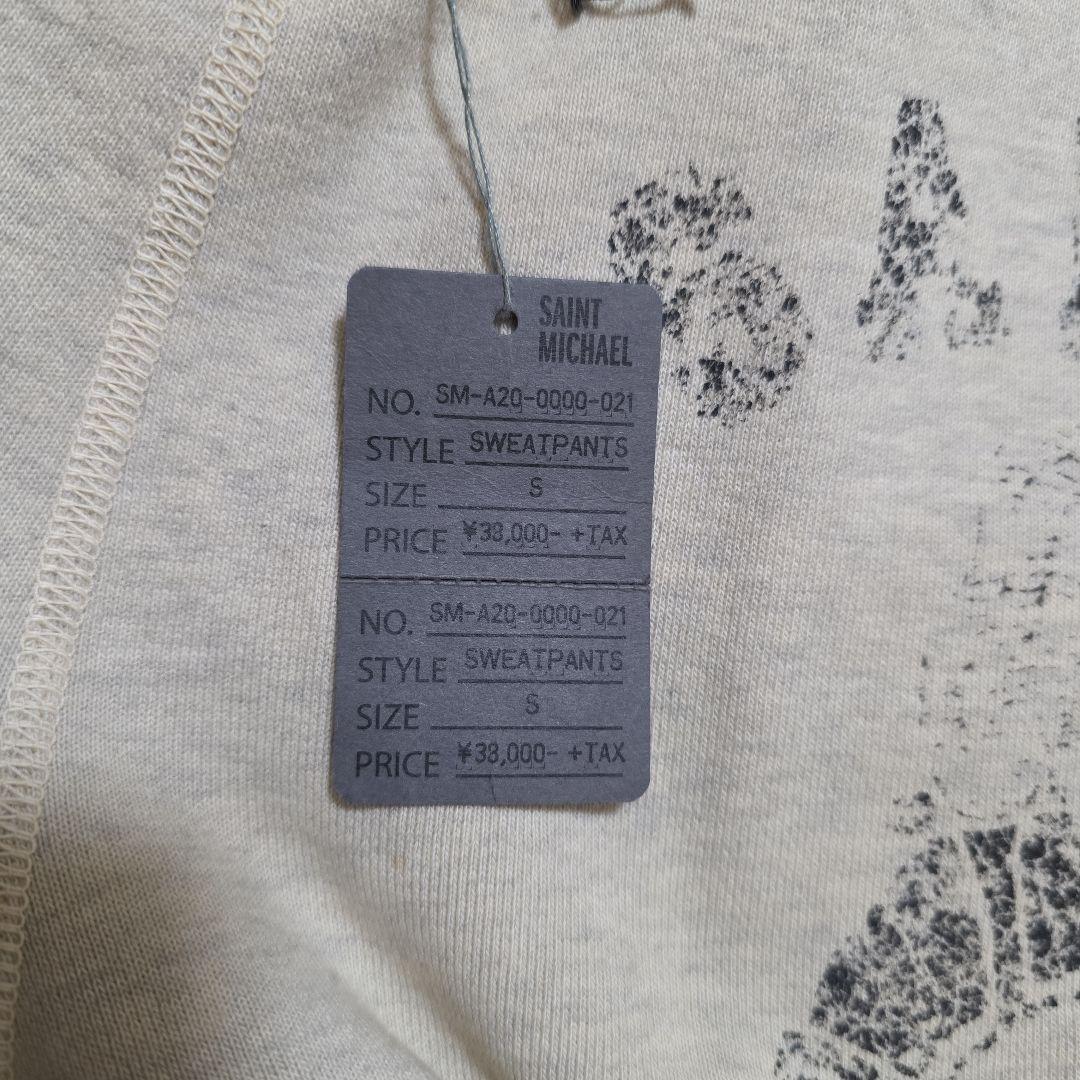 SAINT
MICHAEL
NO. SM-A20-0000-021
STYLE SWEATPANTS
SIZE S
PRICE ¥38,000- +TAX
NO. SM-A20-0000-021
STYLE SWEATPANTS
SIZE S
PRICE ¥38,000- +TAX
SA